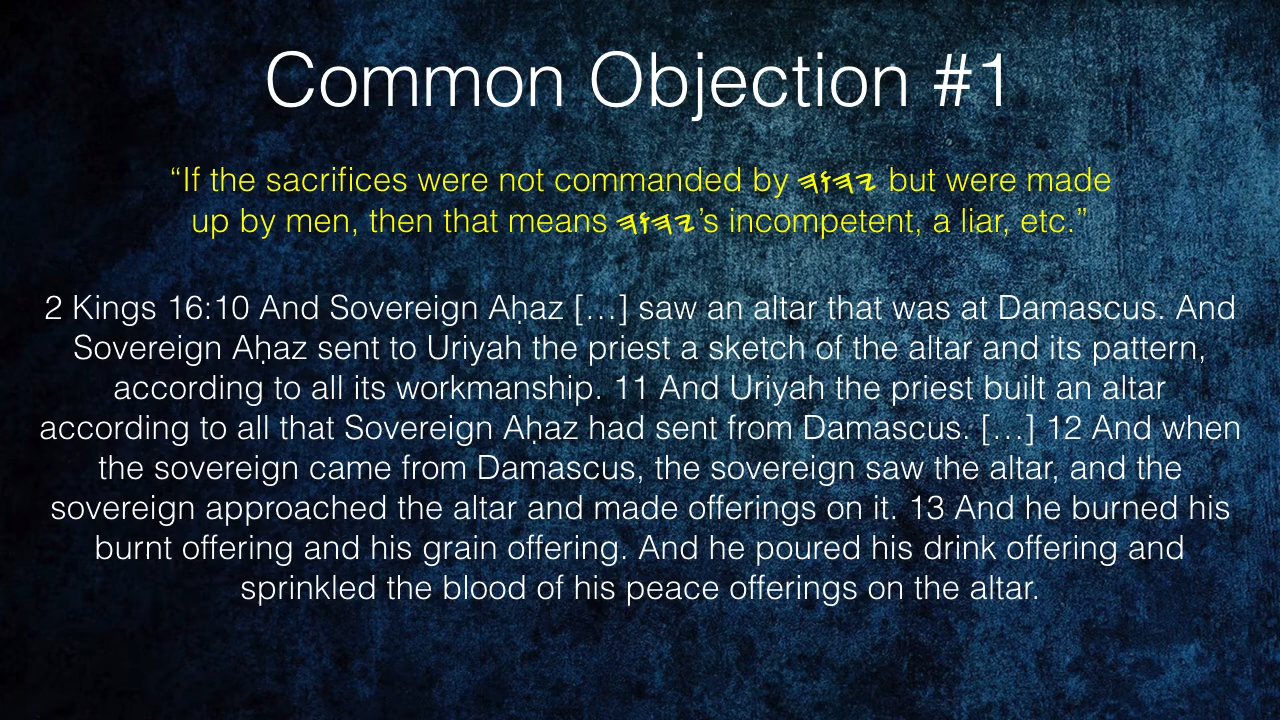 Common Objection #1
“If the sacrifices were not commanded by 𐤉𐤄𐤅𐤄 but were made
up by men, then that means 𐤉𐤄𐤅𐤄’s incompetent, a liar, etc.”
2 Kings 16:10 And Sovereign Aḥaz […] saw an altar that was at Damascus. And
Sovereign Aḥaz sent to Uriyah the priest a sketch of the altar and its pattern,
according to all its workmanship. 11 And Uriyah the priest built an altar
according to all that Sovereign Aḥaz had sent from Damascus. […] 12 And when
the sovereign came from Damascus, the sovereign saw the altar, and the
sovereign approached the altar and made offerings on it. 13 And he burned his
burnt offering and his grain offering. And he poured his drink offering and
sprinkled the blood of his peace offerings on the altar.